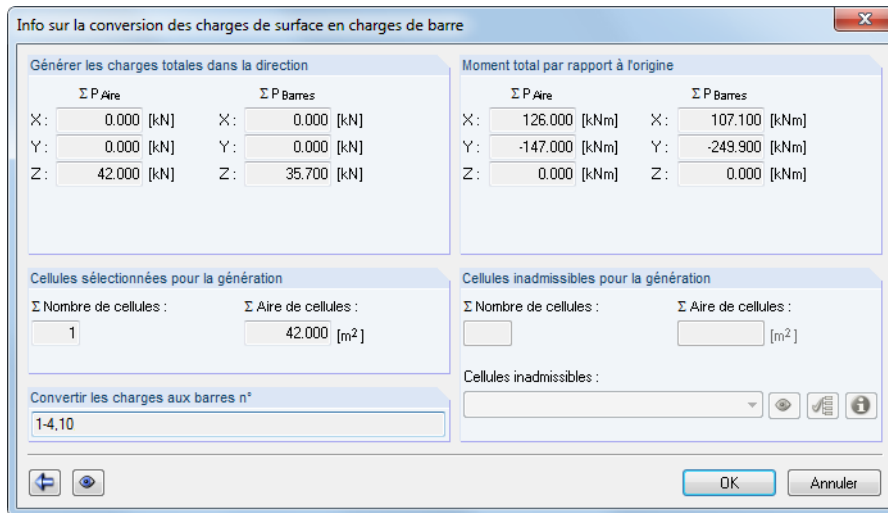 Info sur la conversion des charges de surface en charges de barre
Générer les charges totales dans la direction
Σ P Aire Σ P Barres
X : 0.000 [kN] X : 0.000 [kN]
Y : 0.000 [kN] Y : 0.000 [kN]
Z : 42.000 [kN] Z : 35.700 [kN]
Moment total par rapport à l'origine
Σ P Aire Σ P Barres
X : 126.000 [kNm] X : 107.100 [kNm]
Y : -147.000 [kNm] Y : -249.900 [kNm]
Z : 0.000 [kNm] Z : 0.000 [kNm]
Cellules sélectionnées pour la génération
Σ Nombre de cellules : Σ Aire de cellules :
1 42.000 [m²]
Cellules inadmissibles pour la génération
Σ Nombre de cellules : Σ Aire de cellules :
[m²]
Cellules inadmissibles :
Convertir les charges aux barres n°
1-4,10
OK Annuler